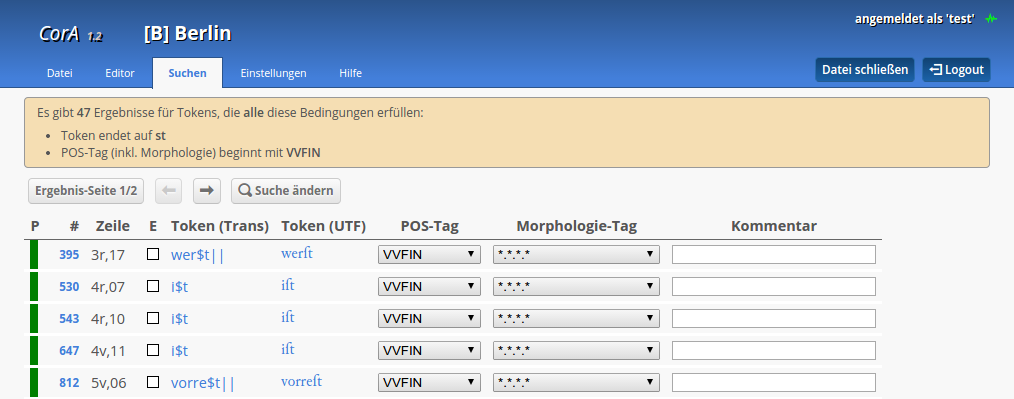 CorA 1.2 [B] Berlin angemeldet als 'test'
Datei Editor Suchen Einstellungen Hilfe Datei schließen Logout
Es gibt 47 Ergebnisse für Tokens, die alle diese Bedingungen erfüllen:
• Token endet auf st
• POS-Tag (inkl. Morphologie) beginnt mit VVFIN
Ergebnis-Seite 1/2 ← → Suche ändern
P # Zeile E Token (Trans) Token (UTF) POS-Tag Morphologie-Tag Kommentar
395 3r,17 wer$t|| werſt VVFIN *.*.*.*
530 4r,07 i$t iſt VVFIN *.*.*.*
543 4r,10 i$t iſt VVFIN *.*.*.*
647 4v,11 i$t iſt VVFIN *.*.*.*
812 5v,06 vorre$t|| vorreſt VVFIN *.*.*.*